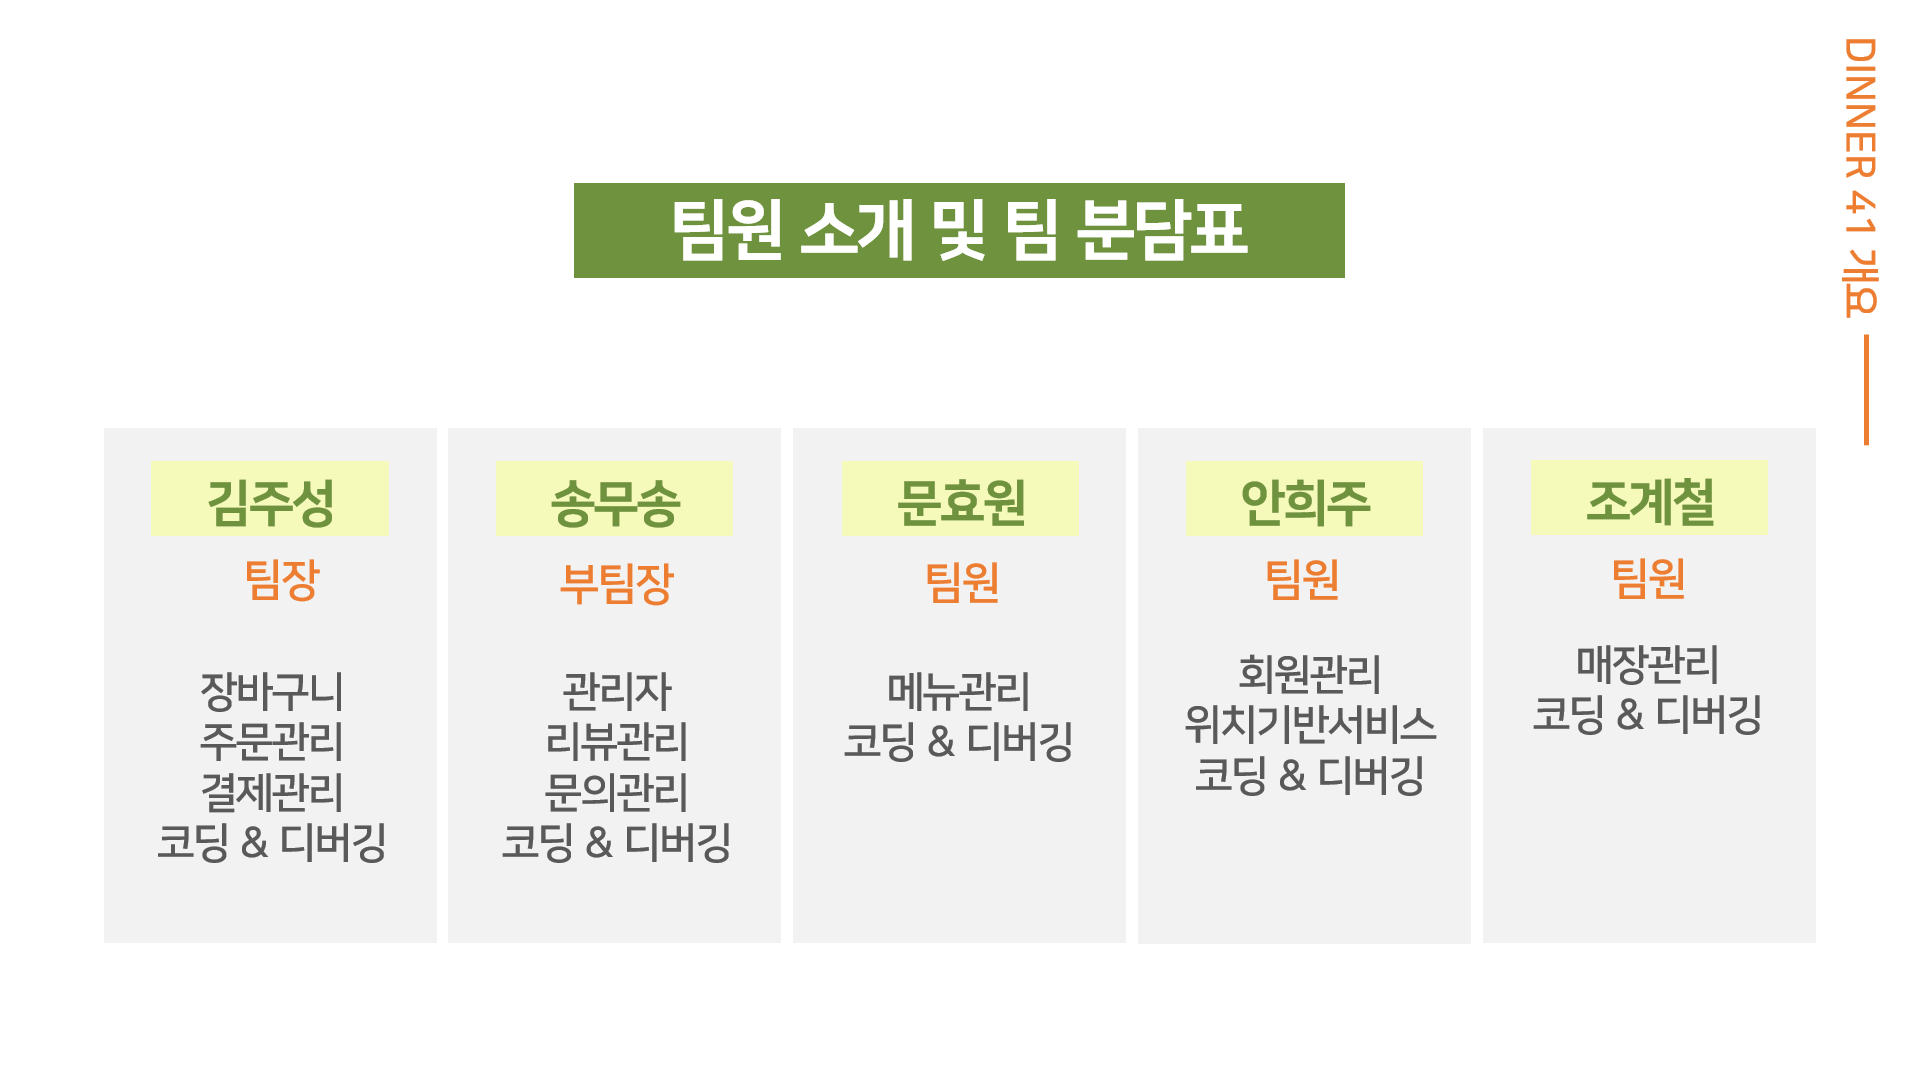 팀원 소개 및 팀 분담표
DINNER 41 개요
김주성
팀장
장바구니
주문관리
결제관리
코딩 & 디버깅
송무송
부팀장
관리자
리뷰관리
문의관리
코딩 & 디버깅
문효원
팀원
메뉴관리
코딩 & 디버깅
안희주
팀원
회원관리
위치기반서비스
코딩 & 디버깅
조계철
팀원
매장관리
코딩 & 디버깅